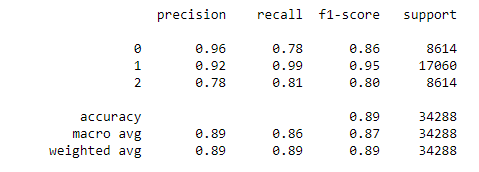 precision recall f1-score support
0 0.96 0.78 0.86 8614
1 0.92 0.99 0.95 17060
2 0.78 0.81 0.80 8614
accuracy 0.89 34288
macro avg 0.89 0.86 0.87 34288
weighted avg 0.89 0.89 0.89 34288